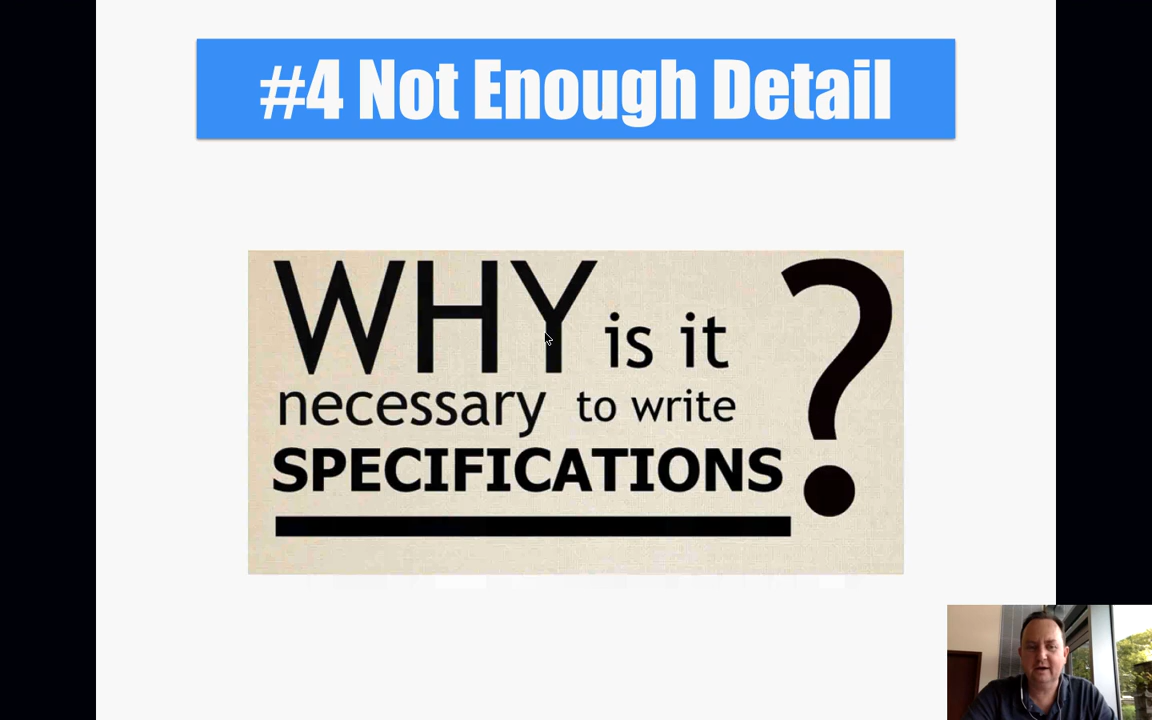 #4 Not Enough Detail
WHY is it
necessary to write
SPECIFICATIONS
?